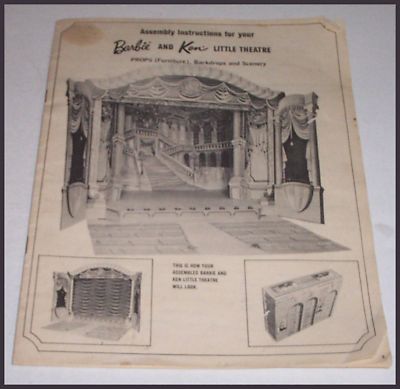 Assembly Instructions for your
Barbie AND Ken LITTLE THEATRE
PROPS (Furniture), Backdrops and Scenery
THIS IS HOW YOUR
ASSEMBLED BARBIE AND
KEN LITTLE THEATRE
WILL LOOK.